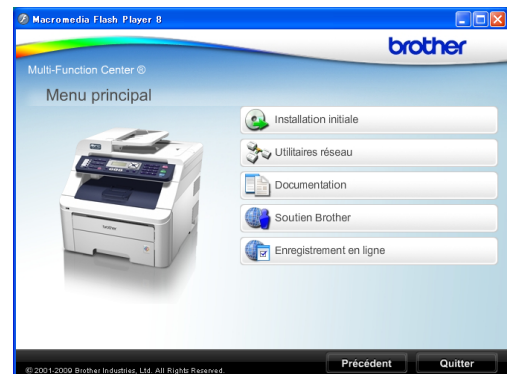 Macromedia Flash Player 8
brother
Multi-Function Center ®
Menu principal
Installation initiale
Utilitaires réseau
Documentation
Soutien Brother
Enregistrement en ligne
Précédent
Quitter
© 2001-2009 Brother Industries, Ltd. All Rights Reserved.